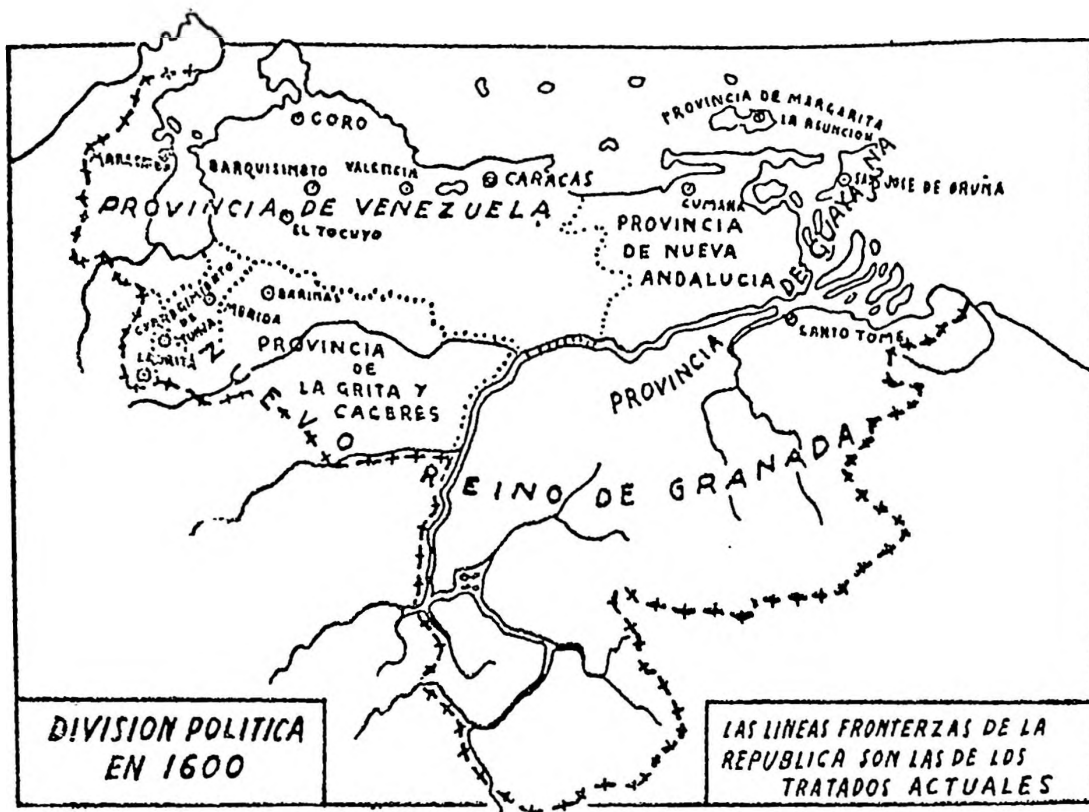 PROVINCIA DE MARGARITA
LA ASUNCION
CORO
BARQUISIMETO
VALENCIA
CARACAS
CUMANA
SAN JOSE DE ORUÑA
PROVINCIA DE VENEZUELA
EL TOCUYO
PROVINCIA
DE NUEVA
ANDALUCIA
PROVINCIA DE GUAYANA
CORREGIMIENTO
DE
TUNJA
MERIDA
BARINAS
LA GRITA
SANTO TOME
PROVINCIA
DE
LA GRITA Y
CACERES
NUEVO REINO DE GRANADA
DIVISION POLITICA
EN 1600
LAS LINEAS FRONTERZAS DE LA
REPUBLICA SON LAS DE LOS
TRATADOS ACTUALES